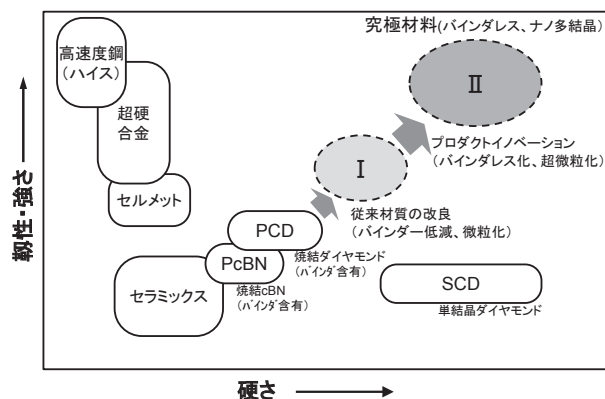 究極材料(バインダレス、ナノ多結晶)
高速度鋼
(ハイス)
超硬
合金
セルメット
II
プロダクトイノベーション
(バインダレス化、超微粒化)
I
従来材質の改良
(バインダー低減、微粒化)
PCD
焼結ダイヤモンド
(バインダ含有)
PcBN
焼結cBN
(バインダ含有)
セラミックス
SCD
単結晶ダイヤモンド
靱性・強さ
硬さ